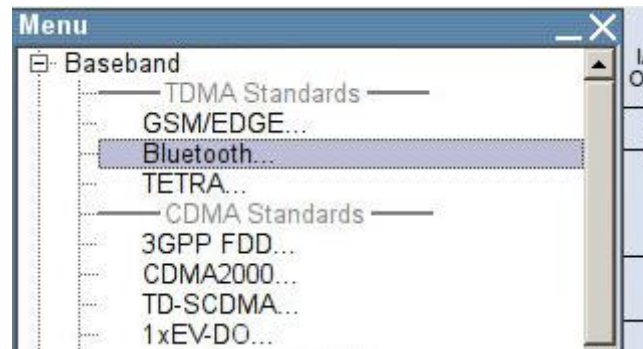 Menu
Baseband
TDMA Standards
GSM/EDGE...
Bluetooth...
TETRA...
CDMA Standards
3GPP FDD...
CDMA2000...
TD-SCDMA...
1xEV-DO...